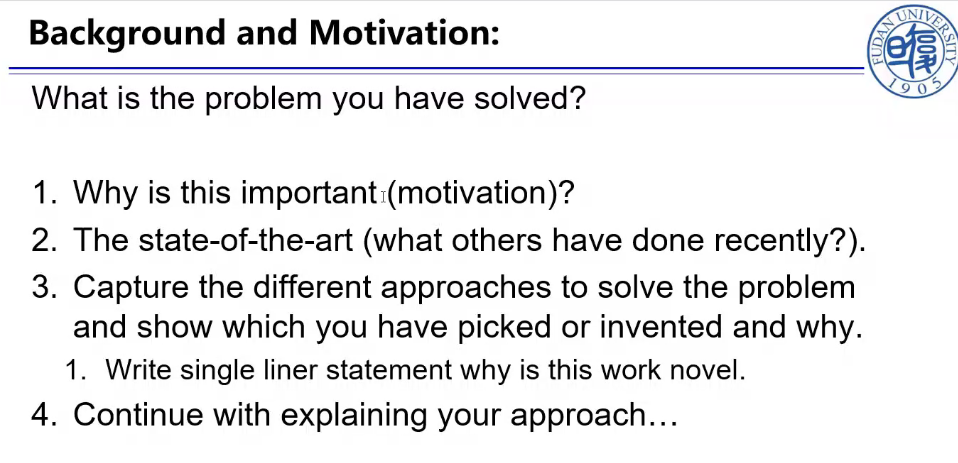 Background and Motivation:
FUDAN UNIVERSITY
1905
What is the problem you have solved?
1. Why is this important (motivation)?
2. The state-of-the-art (what others have done recently?).
3. Capture the different approaches to solve the problem
and show which you have picked or invented and why.
1. Write single liner statement why is this work novel.
4. Continue with explaining your approach…